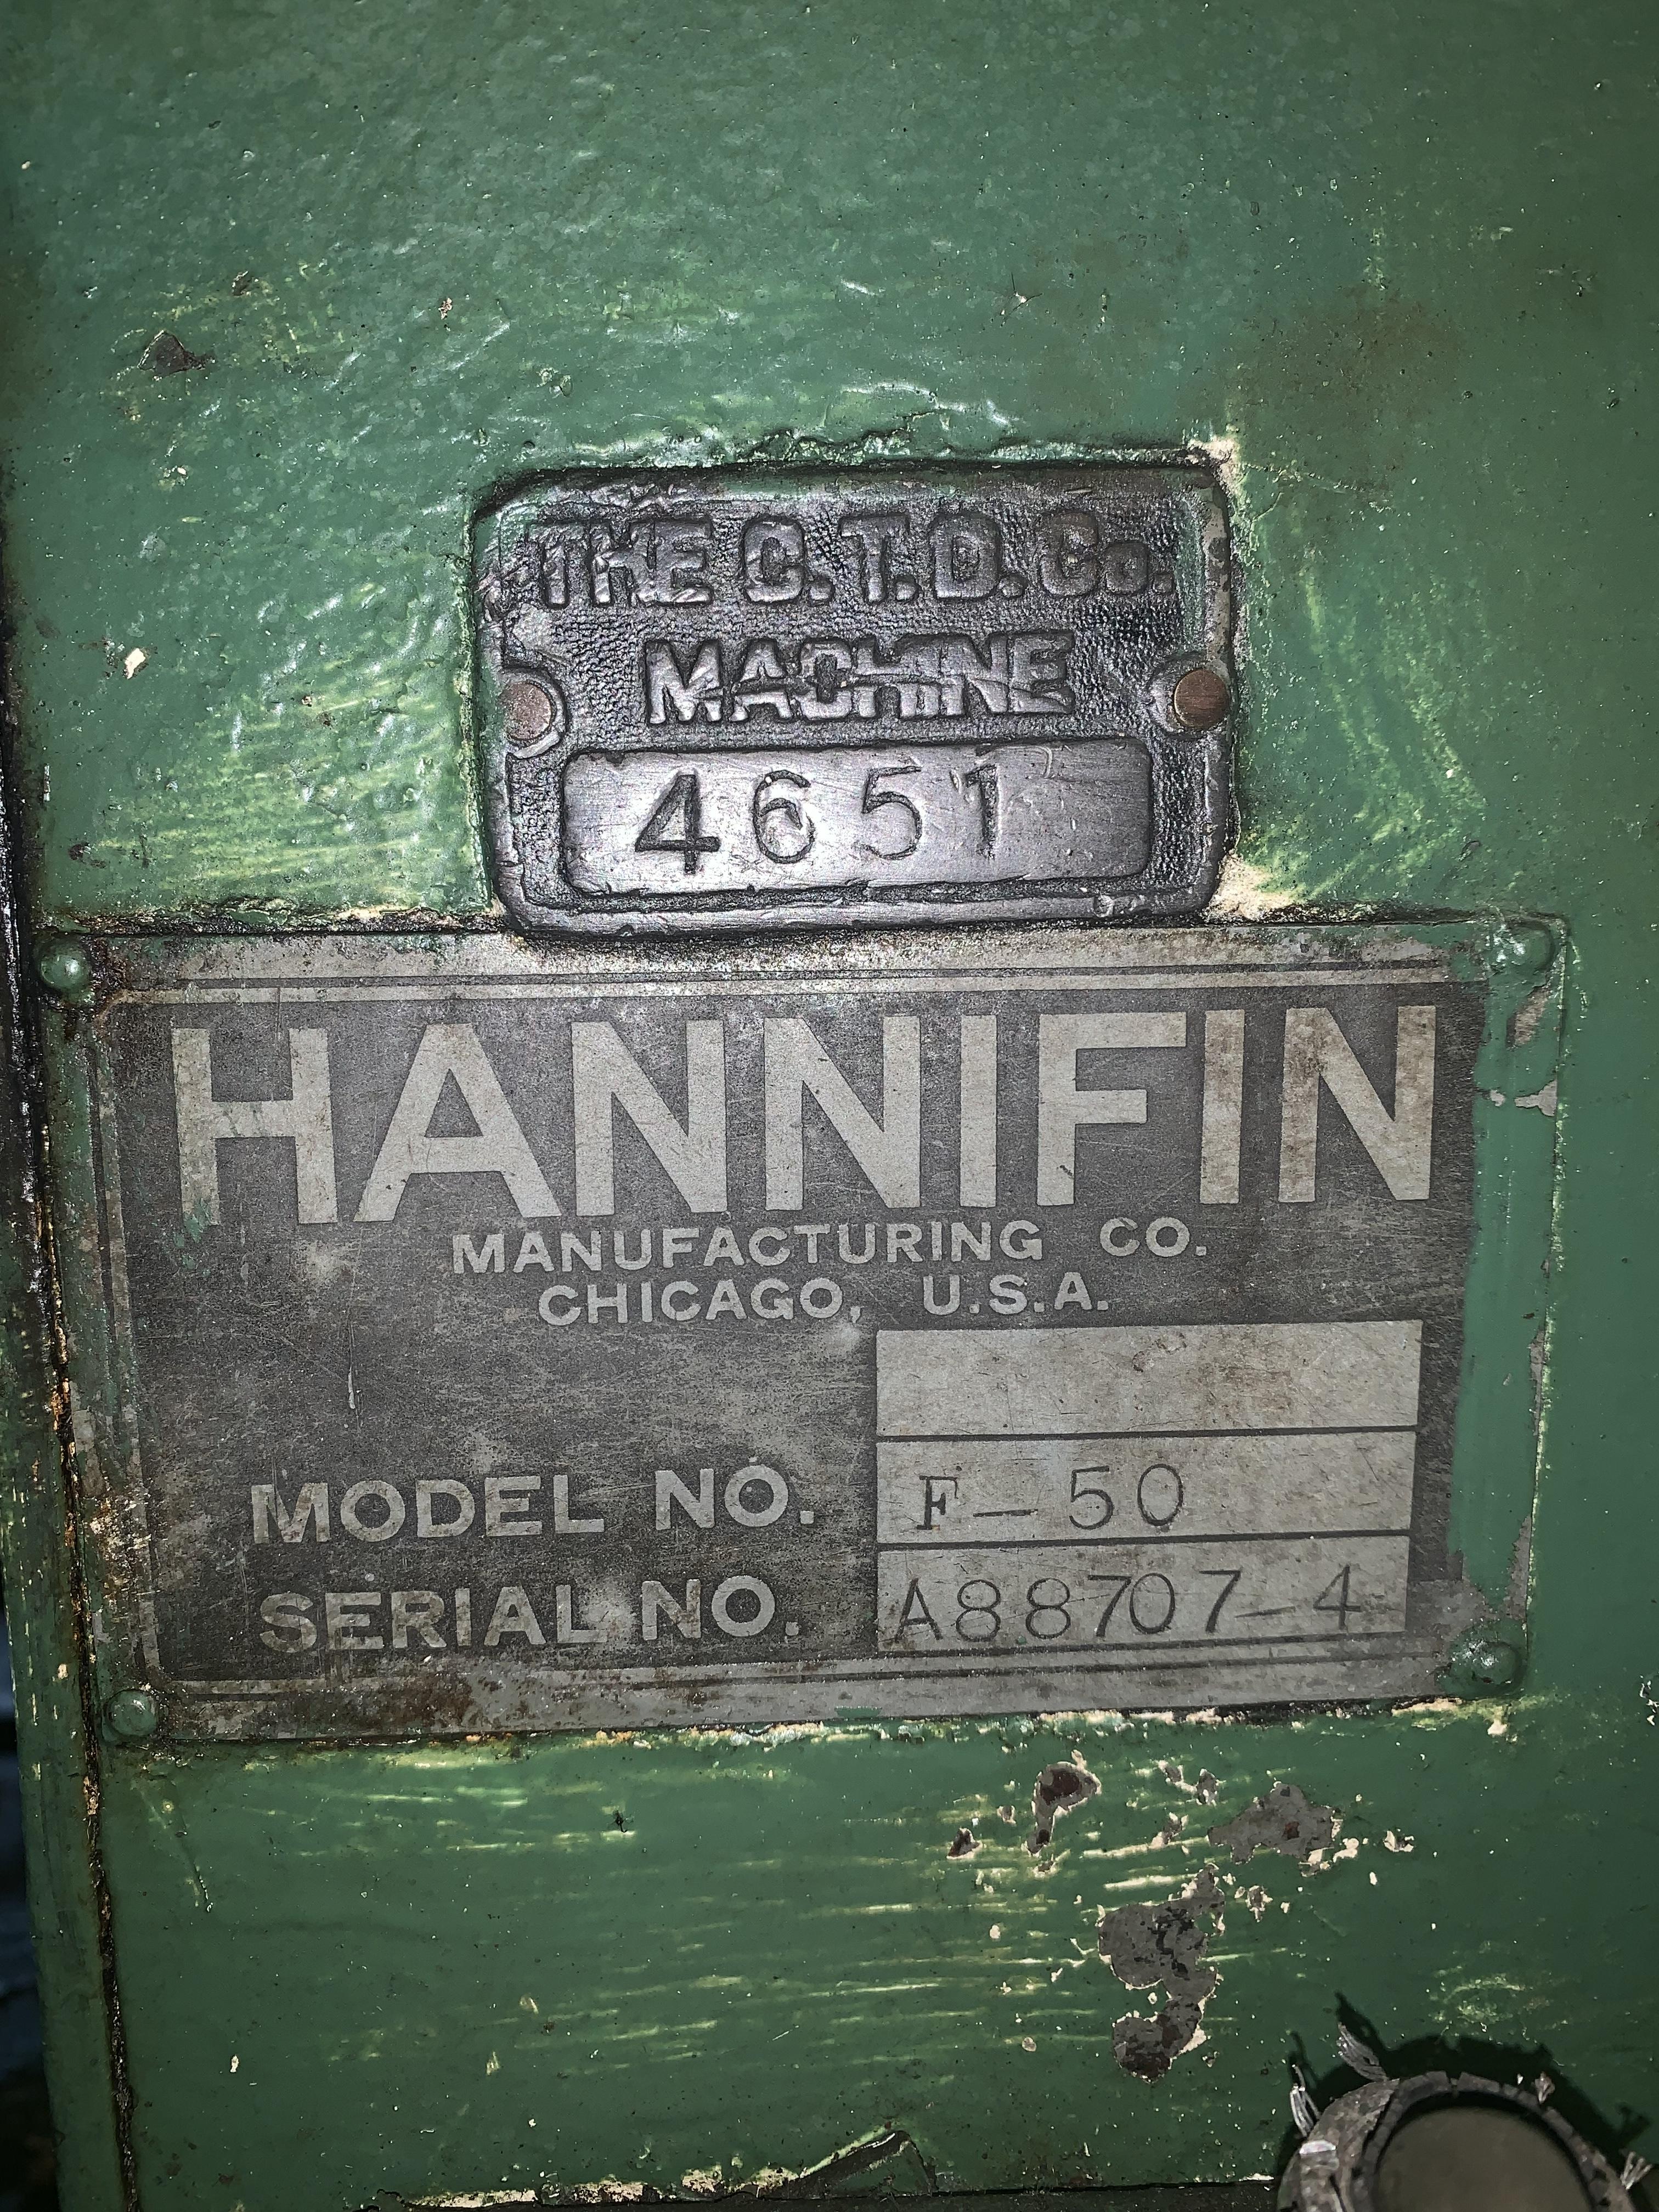 THE C.T.D. Co.
MACHINE
4651
HANNIFIN
MANUFACTURING CO.
CHICAGO, U.S.A.
MODEL NO. F-50
SERIAL NO. A88707-4